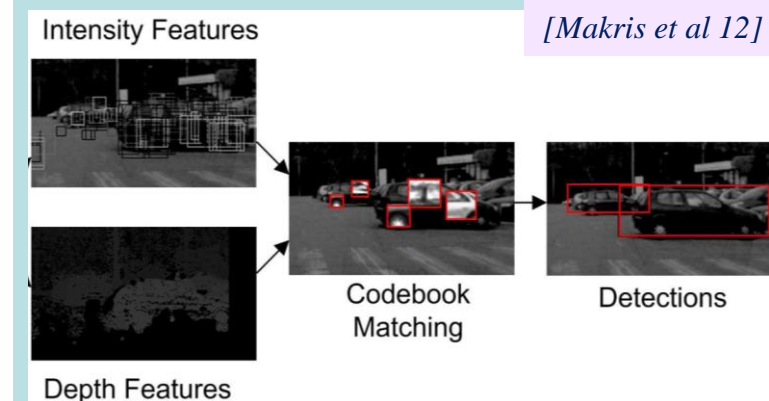 Intensity Features
[Makris et al 12]
Codebook
Matching
Detections
Depth Features